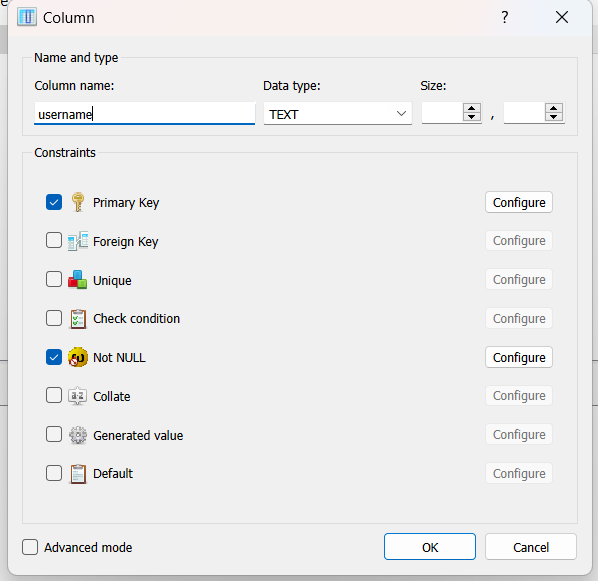 Column
?
Name and type
Column name:
Data type:
Size:
username
TEXT
,
Constraints
Primary Key
Configure
Foreign Key
Configure
Unique
Configure
Check condition
Configure
Not NULL
Configure
Collate
Configure
Generated value
Configure
Default
Configure
Advanced mode
OK
Cancel